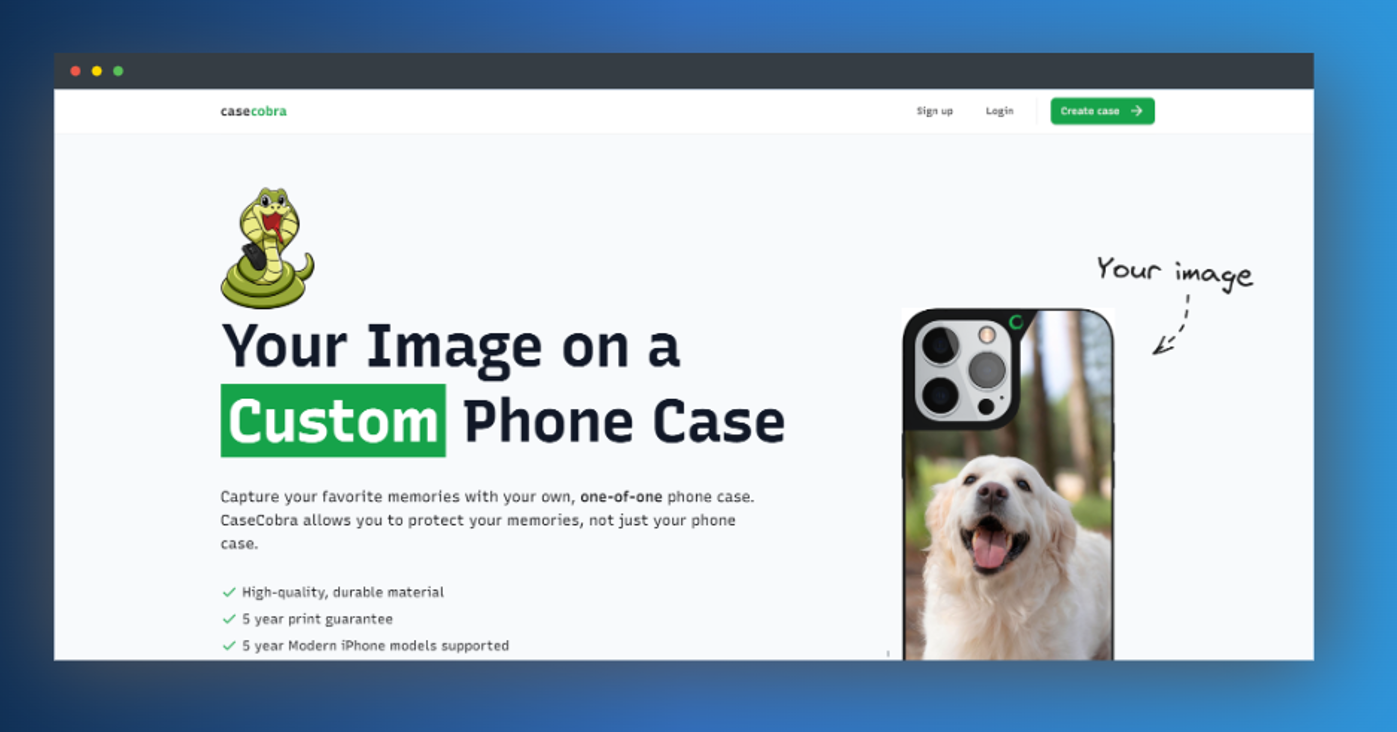 casecobra
Sign up
Login
Create case
Your image
Your Image on a
Custom Phone Case
Capture your favorite memories with your own, one-of-one phone case.
CaseCobra allows you to protect your memories, not just your phone
case.
High-quality, durable material
5 year print guarantee
5 year Modern iPhone models supported